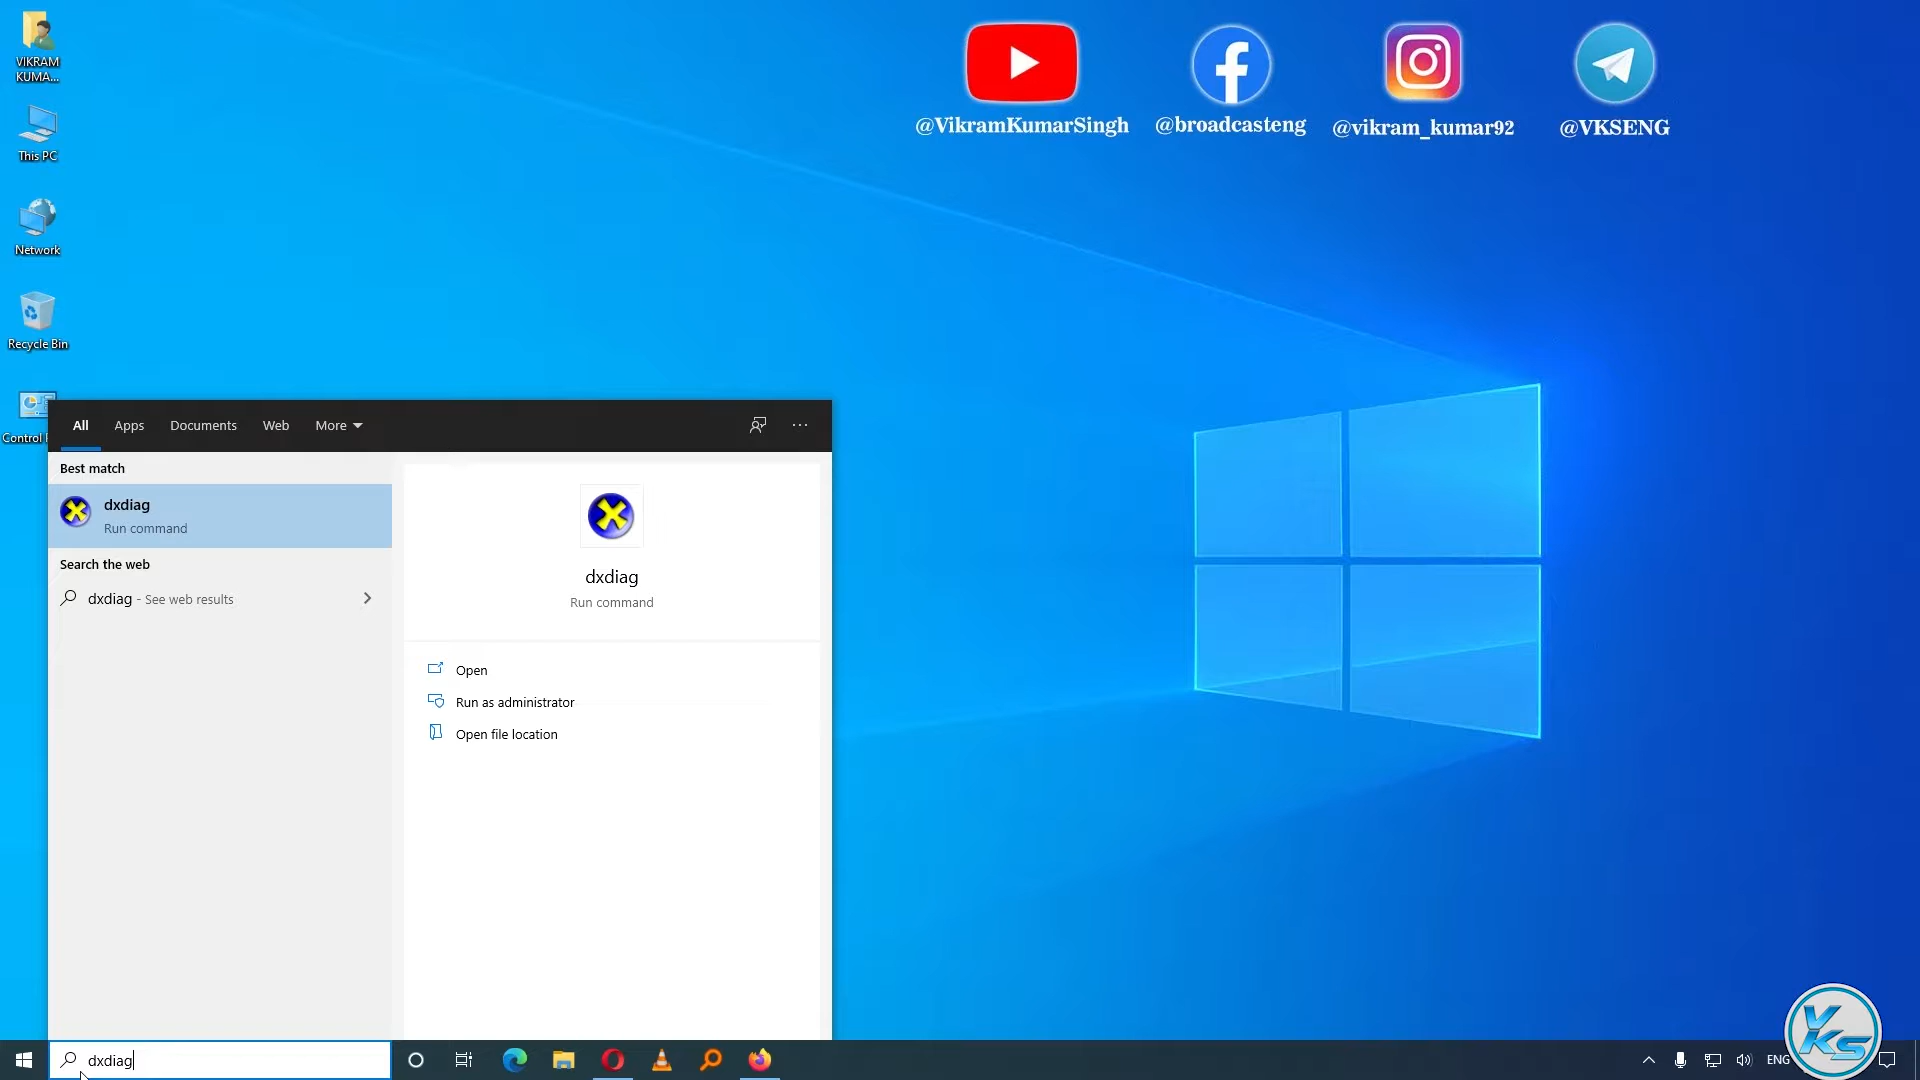 VIKRAM
KUMA...
This PC
Network
Recycle Bin
Control
@VikramKumarSingh
@broadcasteng
@vikram_kumar92
@VKSENG
All
Apps
Documents
Web
More
Best match
dxdiag
Run command
Search the web
dxdiag - See web results
dxdiag
Run command
Open
Run as administrator
Open file location
dxdiag
ENG
VKS